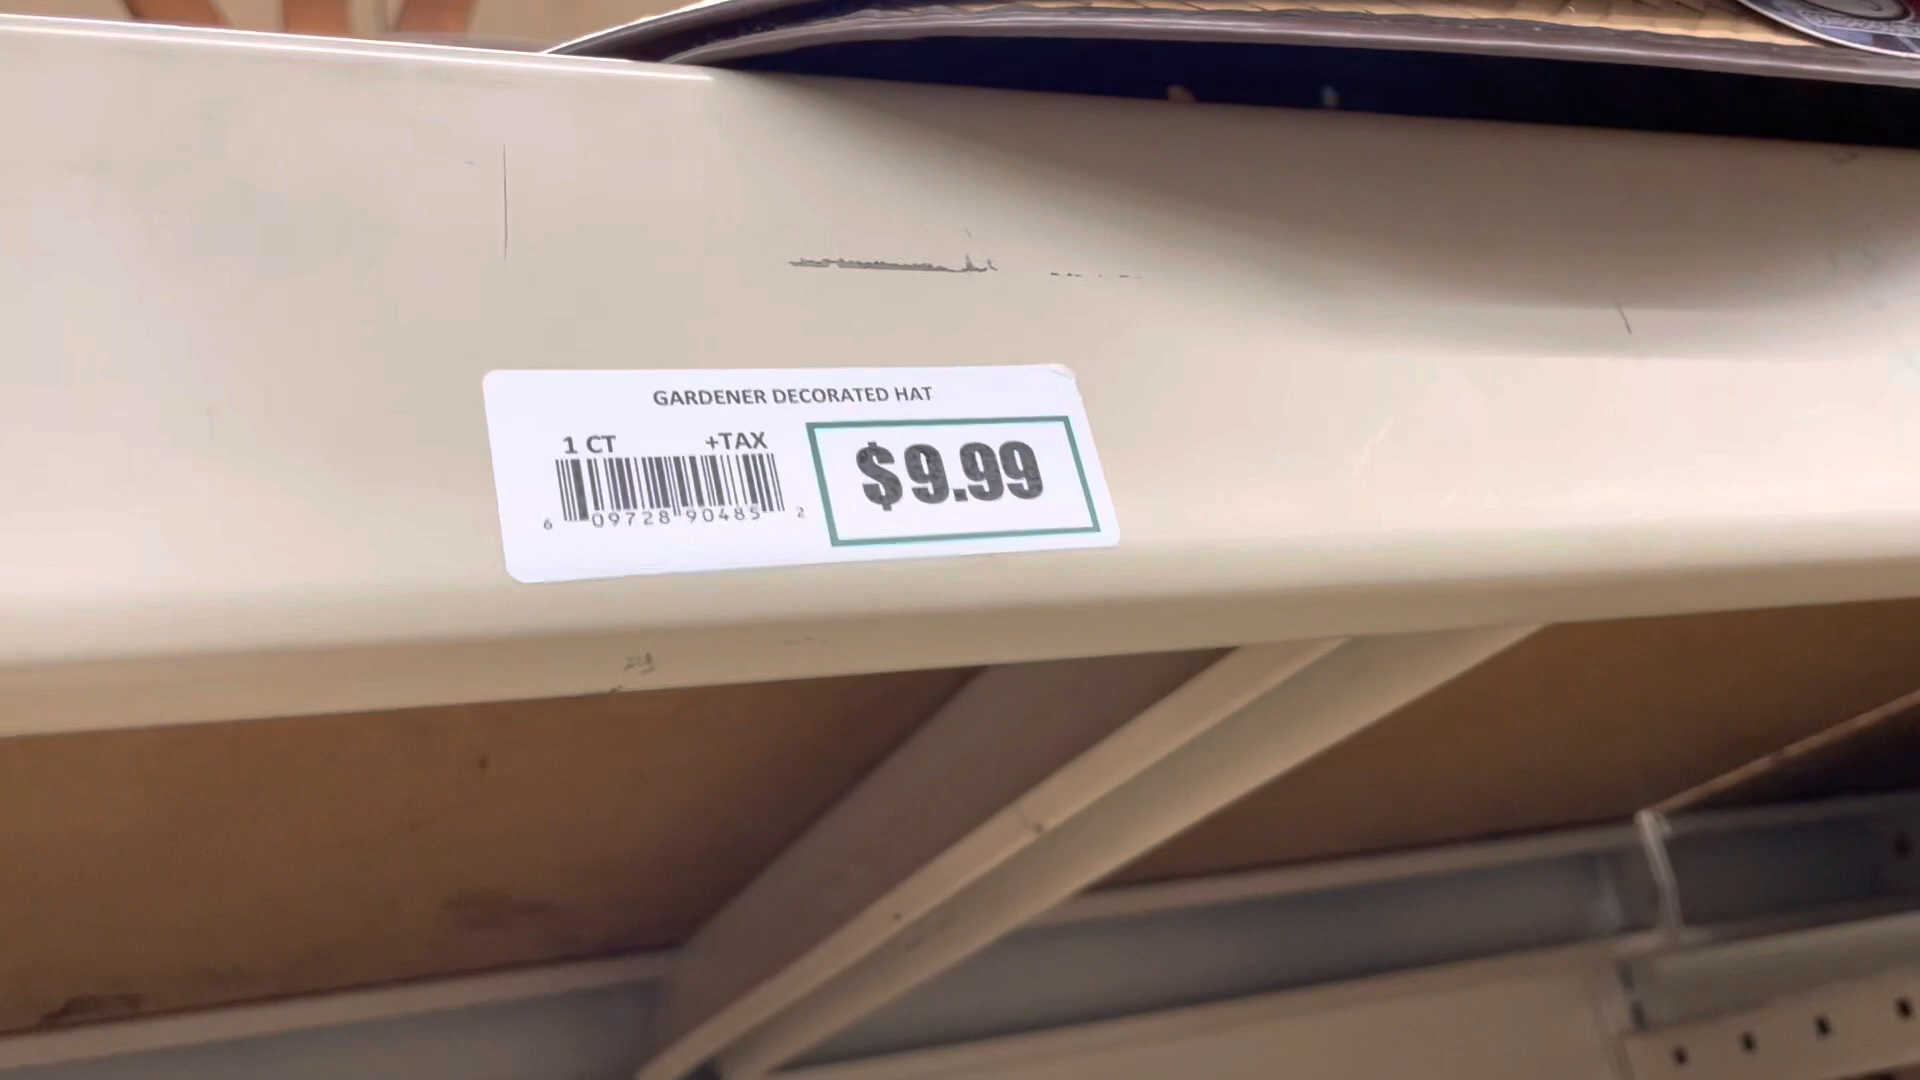 GARDENER DECORATED HAT
1 CT +TAX
$9.99
6 09728 90485 2